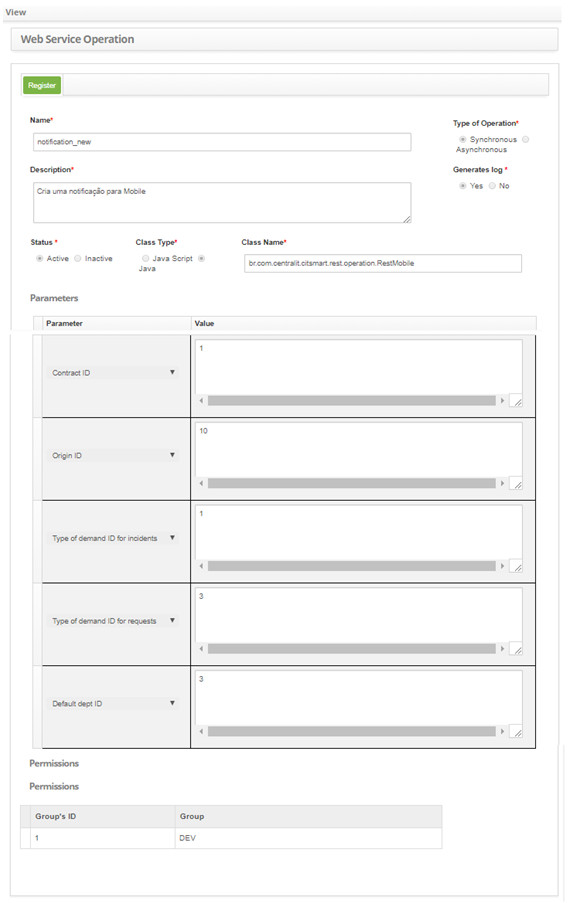 View
Web Service Operation
Register
Name*
Type of Operation*
notification_new
Synchronous
Asynchronous
Description*
Generates log *
Cria uma notificação para Mobile
Yes No
Status * Class Type* Class Name*
Active Inactive Java Script
Java
br.com.centralit.citsmart.rest.operation.RestMobile
Parameters
Parameter Value
Contract ID 1
Origin ID 10
Type of demand ID for incidents 1
Type of demand ID for requests 3
Default dept ID 3
Permissions
Permissions
Group's ID Group
1 DEV